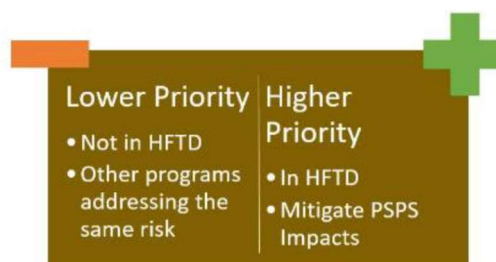 Lower Priority
• Not in HFTD
• Other programs
addressing the
same risk
Higher
Priority
• In HFTD
• Mitigate PSPS
Impacts